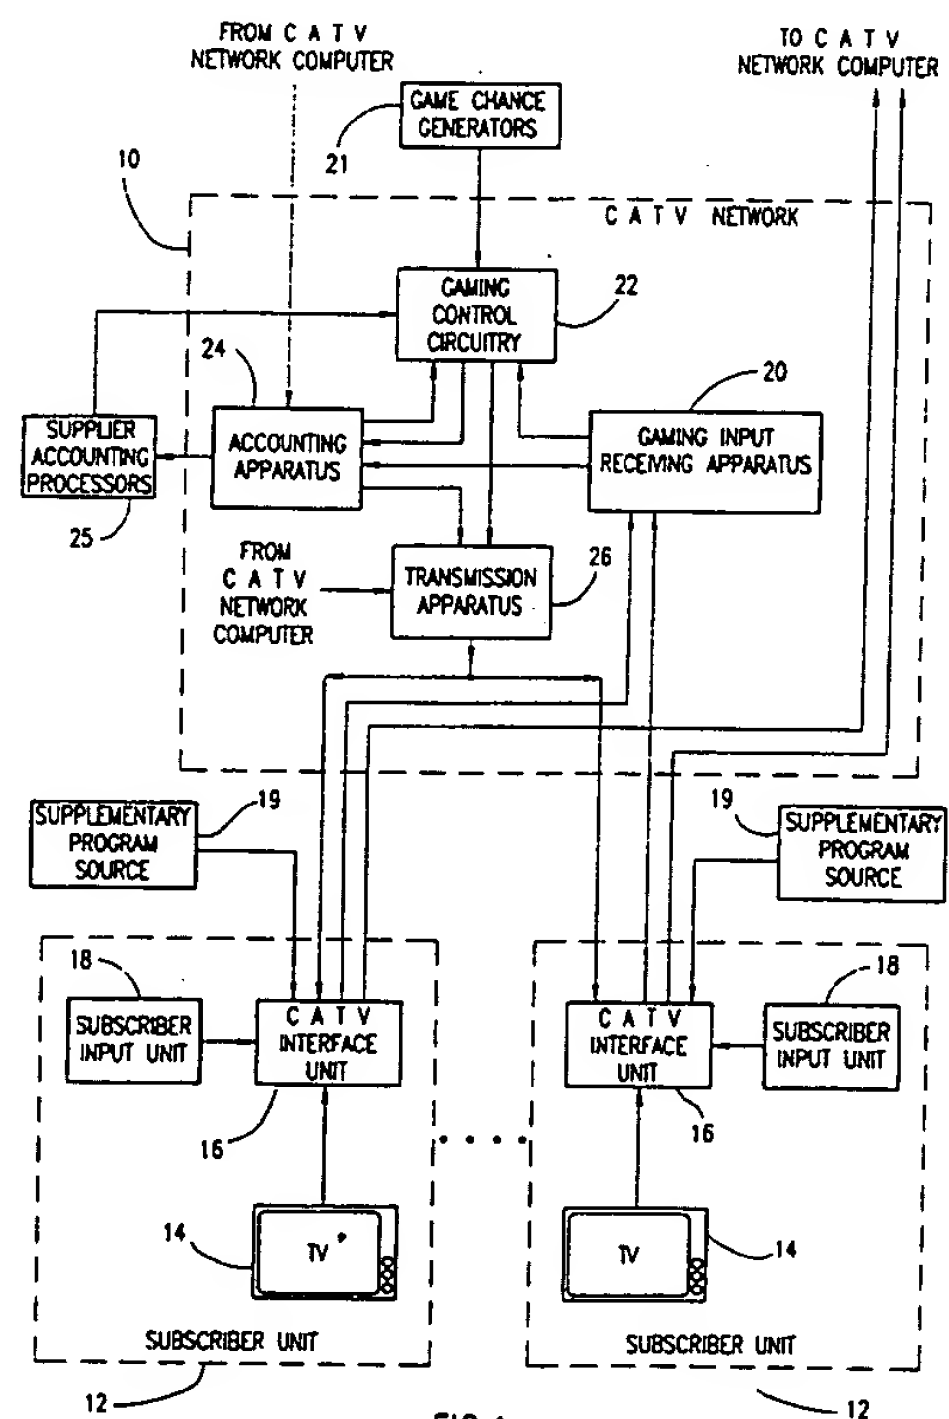 FROM C A T V
NETWORK COMPUTER
TO C A T V
NETWORK COMPUTER
GAME CHANCE
GENERATORS
21
10
C A T V NETWORK
GAMING
CONTROL
CIRCUITRY
22
24
20
SUPPLIER
ACCOUNTING
PROCESSORS
25
ACCOUNTING
APPARATUS
GAMING INPUT
RECEIVING APPARATUS
FROM
C A T V
NETWORK
COMPUTER
TRANSMISSION
APPARATUS
26
SUPPLEMENTARY
PROGRAM
SOURCE
19
19
SUPPLEMENTARY
PROGRAM
SOURCE
18
SUBSCRIBER
INPUT UNIT
C A T V
INTERFACE
UNIT
16
C A T V
INTERFACE
UNIT
16
18
SUBSCRIBER
INPUT UNIT
14
TV
TV
14
SUBSCRIBER UNIT
12
SUBSCRIBER UNIT
12